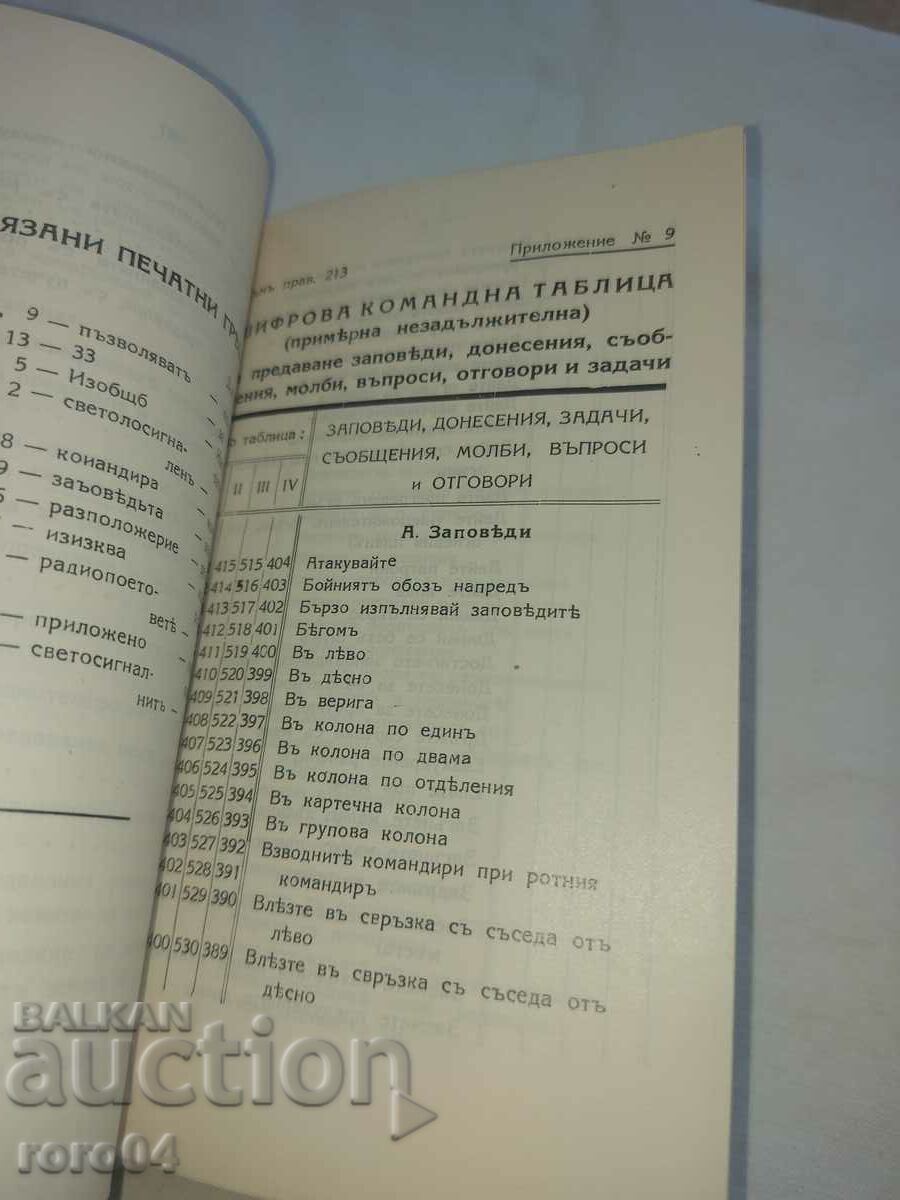 ЯЗАНИ ПЕЧАТНИ
9 — пъзволяватъ
13 — 33
5 — Изобщб
2 — светолосигна-
ленъ
8 — коиандира
9 — заъовѣдьта
5 — разположерие
— изизква
— радиопоето-
ветѣ
— приложено
— светосигнал-
нитъ
Приложение № 9
прав. 213
ИФРОВА КОМАНДНА ТАБЛИЦА
(примѣрна незадължителна)
предаване заповѣди, донесения, съоб-
ения, молби, въпроси, отговори и задачи
таблица:
ЗАПОВѢДИ, ДОНЕСЕНИЯ, ЗАДАЧИ,
СЪОБЩЕНИЯ, МОЛБИ, ВЪПРОСИ
и ОТГОВОРИ
II III IV
А. Заповѣди
415 515 404 Атакувайте
414 516 403 Бойниятъ обозъ напредъ
413 517 402 Бързо изпълнявай заповѣдитѣ
412 518 401 Бѣгомъ
411 519 400 Въ лѣво
410 520 399 Въ дѣсно
409 521 398 Въ верига
408 522 397 Въ колона по единъ
407 523 396 Въ колона по двама
406 524 395 Въ колона по отдѣления
405 525 394 Въ картечна колона
404 526 393 Въ групова колона
403 527 392 Взводнитѣ командири при ротния
командиръ
402 528 391
401 529 390 Влѣзте въ свръзка съ съседа отъ
лѣво
400 530 389 Влѣзте въ свръзка съ съседа отъ
дѣсно
BALKAN
auction
roro04